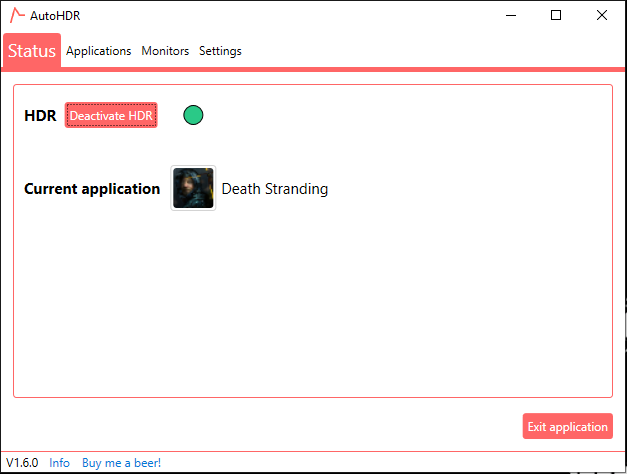 AutoHDR
Status Applications Monitors Settings
HDR Deactivate HDR
Current application Death Stranding
Exit application
V1.6.0 Info Buy me a beer!